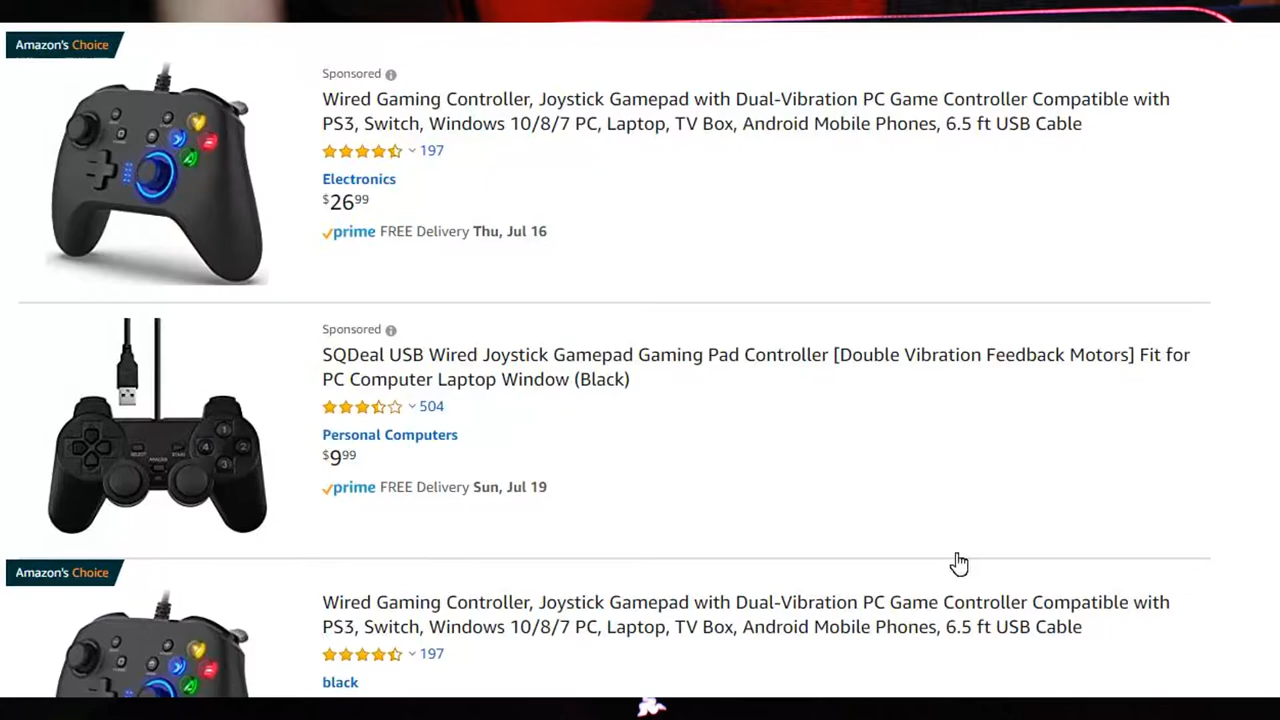 Amazon's Choice
Sponsored
Wired Gaming Controller, Joystick Gamepad with Dual-Vibration PC Game Controller Compatible with
PS3, Switch, Windows 10/8/7 PC, Laptop, TV Box, Android Mobile Phones, 6.5 ft USB Cable
197
Electronics
$26.99
prime FREE Delivery Thu, Jul 16
Sponsored
SQDeal USB Wired Joystick Gamepad Gaming Pad Controller [Double Vibration Feedback Motors] Fit for
PC Computer Laptop Window (Black)
504
Personal Computers
$9.99
prime FREE Delivery Sun, Jul 19
Amazon's Choice
Wired Gaming Controller, Joystick Gamepad with Dual-Vibration PC Game Controller Compatible with
PS3, Switch, Windows 10/8/7 PC, Laptop, TV Box, Android Mobile Phones, 6.5 ft USB Cable
197
black